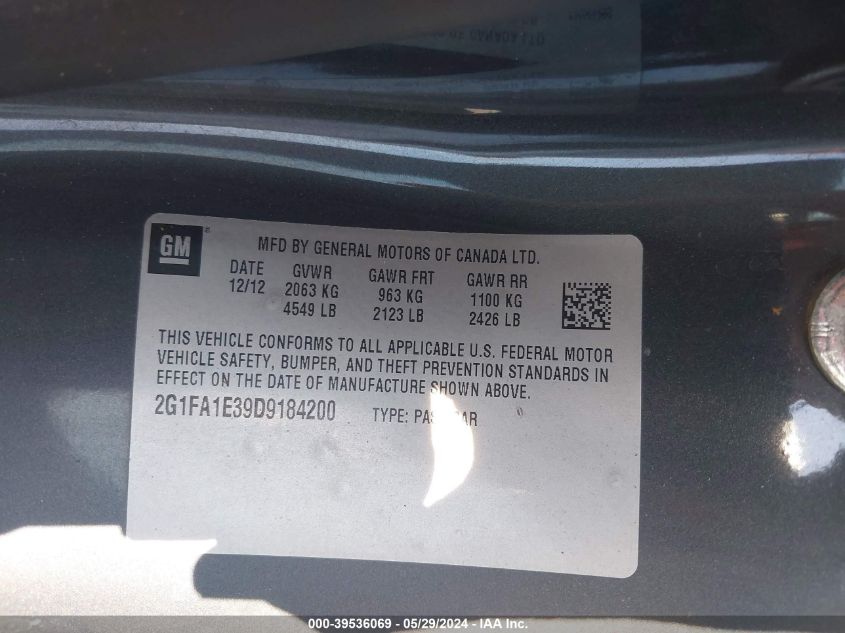 GM
MFD BY GENERAL MOTORS OF CANADA LTD.
DATE GVWR GAWR FRT GAWR RR
12/12 2063 KG 963 KG 1100 KG
4549 LB 2123 LB 2426 LB
THIS VEHICLE CONFORMS TO ALL APPLICABLE U.S. FEDERAL MOTOR
VEHICLE SAFETY, BUMPER, AND THEFT PREVENTION STANDARDS IN
EFFECT ON THE DATE OF MANUFACTURE SHOWN ABOVE.
2G1FA1E39D9184200 TYPE: CAR
000-39536069 - 05/29/2024 - IAA Inc.